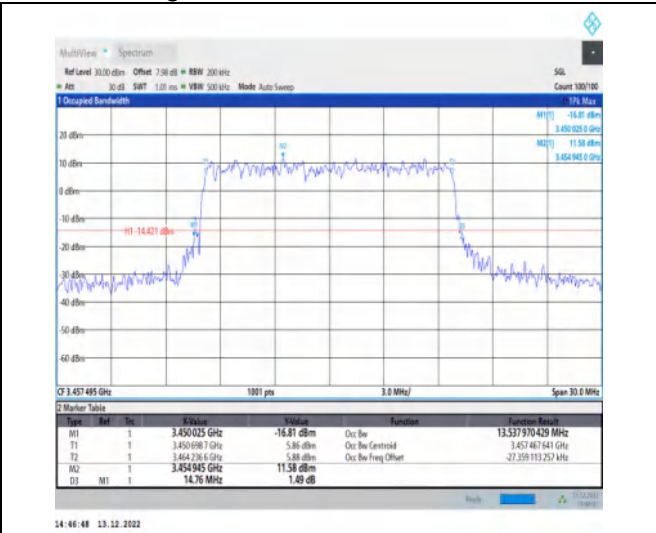 MultiView Spectrum
Ref Level 30.00 dBm Offset 7.98 dB RBW 200 kHz SGL
Att 30 dB SWT 1.01 ms VBW 500 kHz Mode Auto Sweep Count 100/100
1 Occupied Bandwidth 1Pk Max
M1[1] -16.81 dBm
3.450 025 0 GHz
M2[1] 11.58 dBm
3.454 945 0 GHz
20 dBm
M2
10 dBm
0 dBm
-10 dBm
H1 -14.421 dBm
-20 dBm
-30 dBm
-40 dBm
-50 dBm
-60 dBm
CF 3.457 495 GHz 1001 pts 3.0 MHz/ Span 30.0 MHz
2 Marker Table
Type Ref Trc X-Value Y-Value Function Function Result
M1 1 3.450025 GHz -16.81 dBm Occ Bw 13.537 970 429 MHz
T1 1 3.450 698 7 GHz 5.86 dBm Occ Bw Centroid 3.457 467 641 GHz
T2 1 3.464 236 6 GHz 5.88 dBm Occ Bw Freq Offset -27.359 113 257 kHz
M2 1 3.454945 GHz 11.58 dBm
D3 M1 1 14.76 MHz 1.49 dB
Ready
14:46:48 13.12.2022